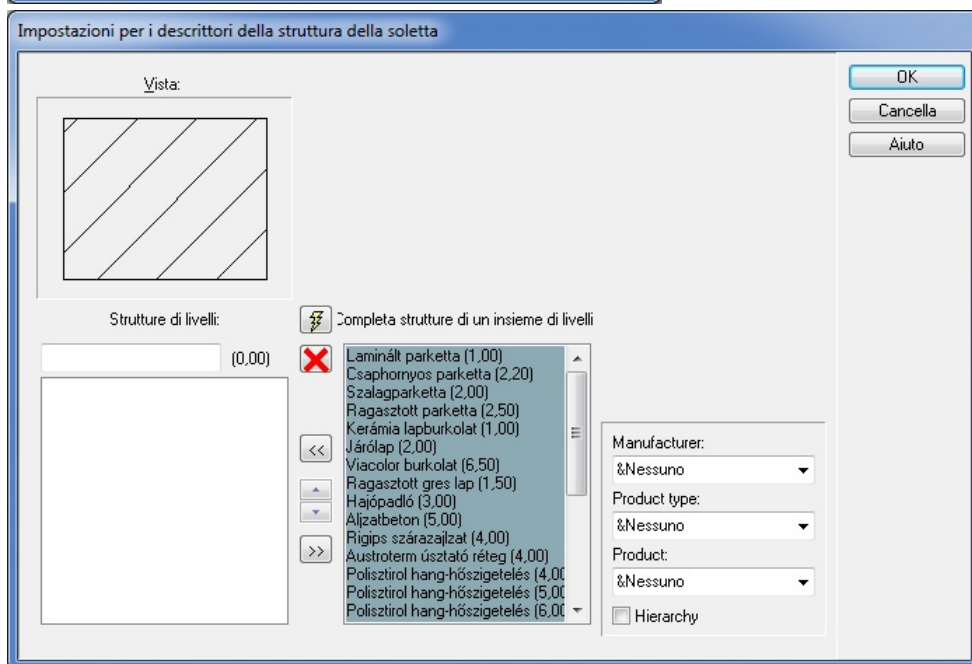 Impostazioni per i descrittori della struttura della soletta
Vista:
OK
Cancella
Aiuto
Strutture di livelli:
Completa strutture di un insieme di livelli
(0,00)
Laminált parketta (1,00)
Csaphornyos parketta (2,20)
Szalagparketta (2,00)
Ragasztott parketta (2,50)
Kerámia lapburkolat (1,00)
Járólap (2,00)
Viacolor burkolat (6,50)
Ragasztott gres lap (1,50)
Hajópadló (3,00)
Aljzatbeton (5,00)
Rigips szárazajlzat (4,00)
Austroterm úsztató réteg (4,00)
Polisztirol hang-hőszigetelés (4,00
Polisztirol hang-hőszigetelés (5,00
Polisztirol hang-hőszigetelés (6,00
<<
>>
Manufacturer:
&Nessuno
Product type:
&Nessuno
Product:
&Nessuno
Hierarchy